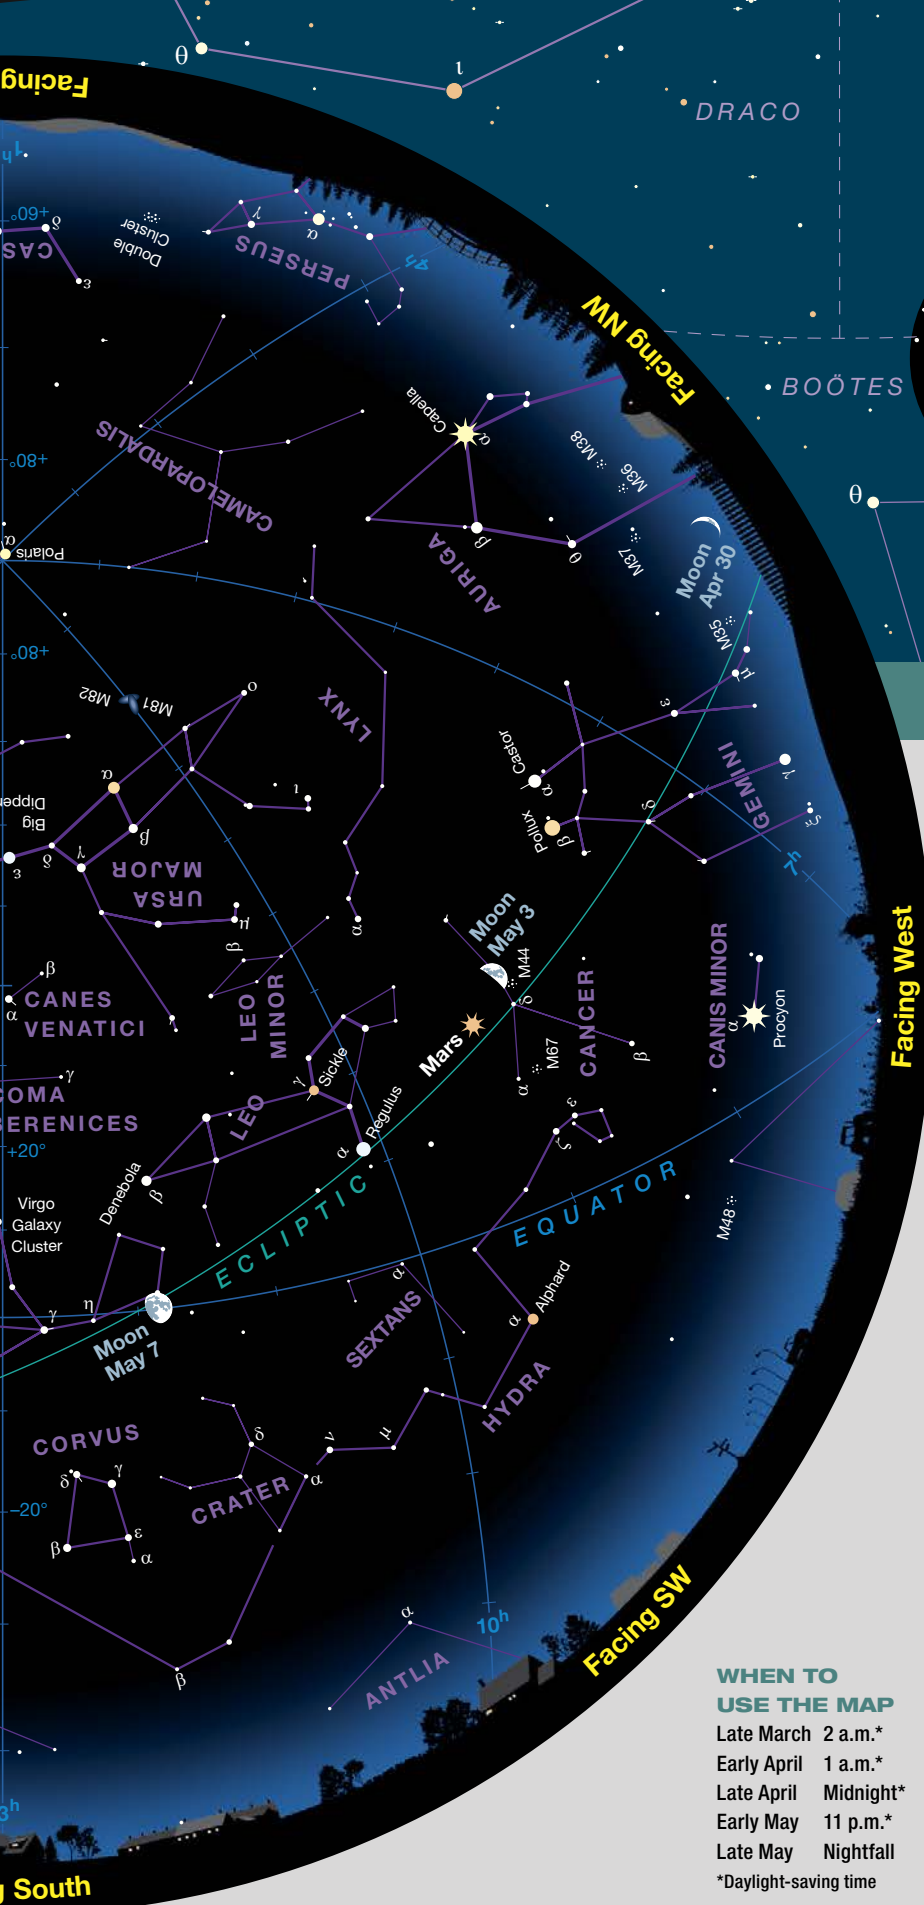 θ
ι
DRACO
Facing
1h
+60°
δ
CAS
ε
Double
Cluster
γ
α
PERSEUS
4h
Facing NW
BOÖTES
θ
Capella
α
M38
M36
M37
β
θ
AURIGA
CAMELOPARDALIS
+80°
α
Polaris
Moon
Apr 30
M35
μ
ε
+80°
M82
M81
ο
LYNX
Castor
α
Pollux
β
GEMINI
γ
ξ
δ
7h
α
Big
Dipper
ι
β
γ
δ
ε
URSA
MAJOR
μ
α
Moon
May 3
M44
δ
CANCER
CANIS MINOR
α
Procyon
Facing West
β
α
CANES
VENATICI
β
LEO
MINOR
Mars
M67
β
α
Sickle
γ
γ
COMA
BERENICES
LEO
Regulus
α
ε
ζ
+20°
Denebola
β
ECLIPTIC
EQUATOR
M48
Virgo
Galaxy
Cluster
γ
η
Moon
May 7
α
SEXTANS
Alphard
α
HYDRA
CORVUS
δ
γ
β
ε
α
δ
ν
μ
α
CRATER
-20°
β
α
10h
ANTLIA
Facing SW
13h
Facing South
WHEN TO
USE THE MAP
Late March 2 a.m.*
Early April 1 a.m.*
Late April Midnight*
Early May 11 p.m.*
Late May Nightfall
*Daylight-saving time